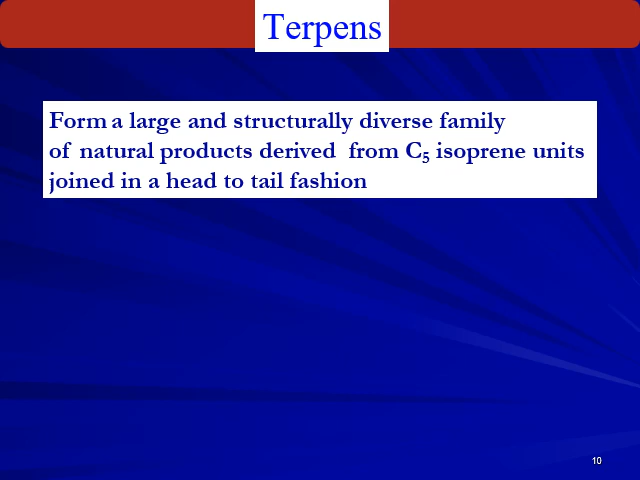 Terpens
Form a large and structurally diverse family
of natural products derived from C₅ isoprene units
joined in a head to tail fashion
10